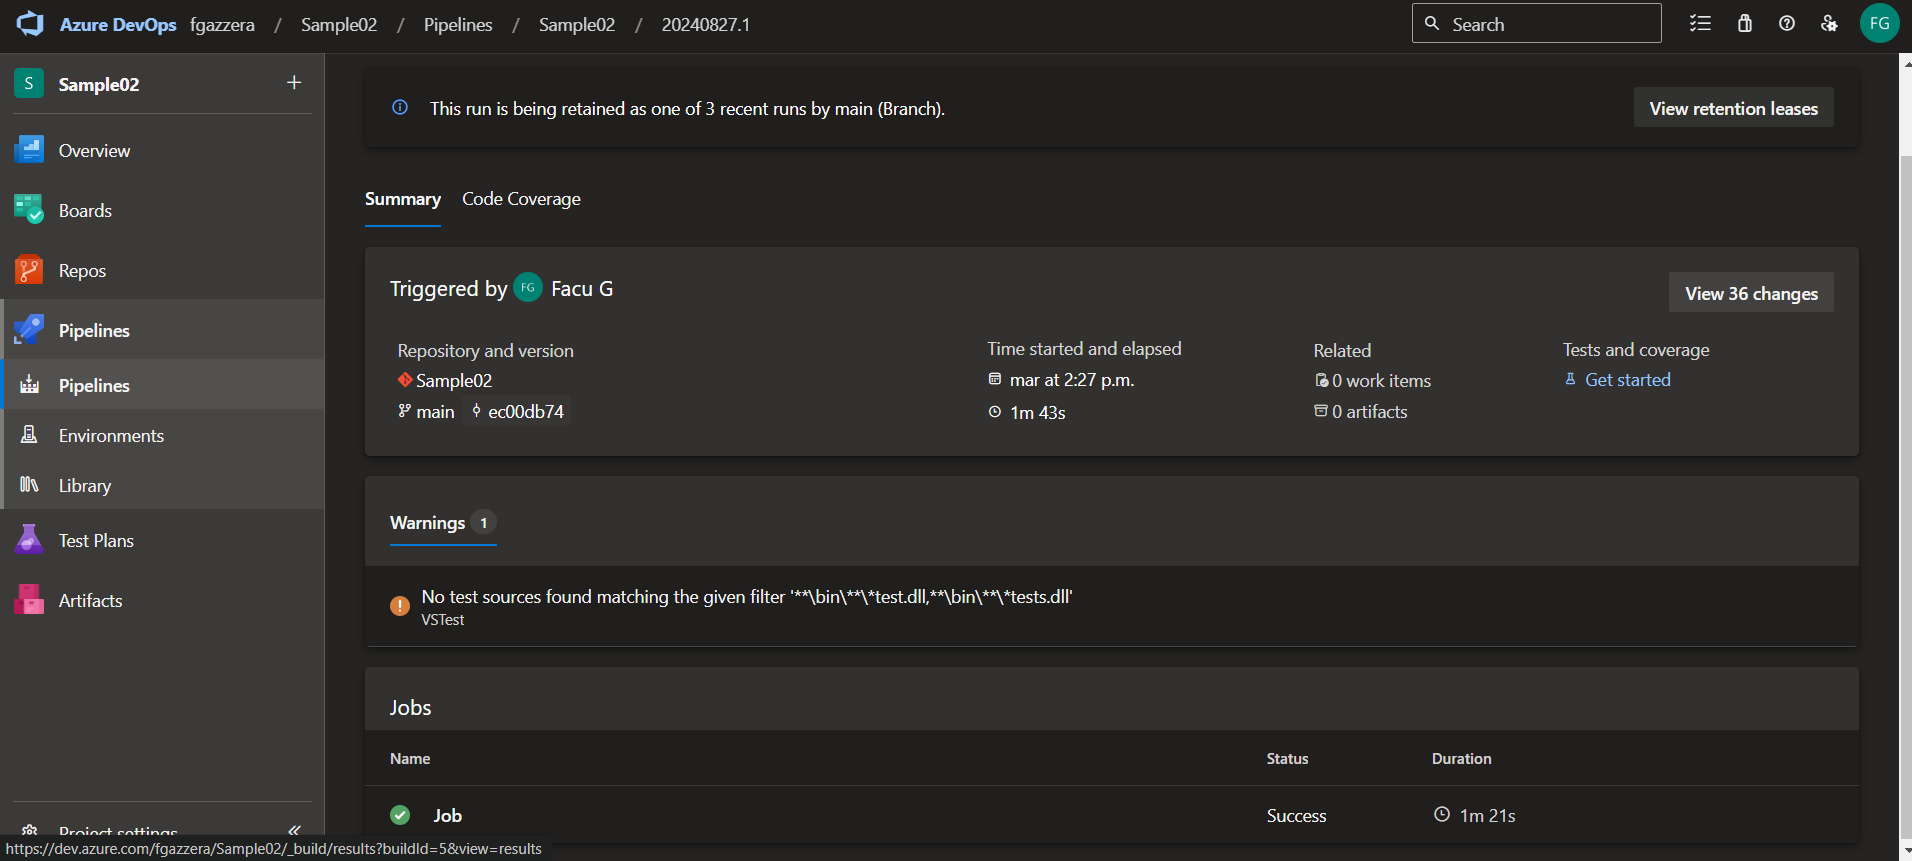 Azure DevOps fgazzera / Sample02 / Pipelines / Sample02 / 20240827.1
Search
FG
S Sample02 +
Overview
Boards
Repos
Pipelines
Pipelines
Environments
Library
Test Plans
Artifacts
Project settings
This run is being retained as one of 3 recent runs by main (Branch).
View retention leases
Summary Code Coverage
Triggered by FG Facu G
View 36 changes
Repository and version
Sample02
main ec00db74
Time started and elapsed
mar at 2:27 p.m.
1m 43s
Related
0 work items
0 artifacts
Tests and coverage
Get started
Warnings 1
No test sources found matching the given filter '**\bin\**\*test.dll,**\bin\**\*tests.dll'
VSTest
Jobs
Name Status Duration
Job Success 1m 21s
https://dev.azure.com/fgazzera/Sample02/_build/results?buildId=5&view=results